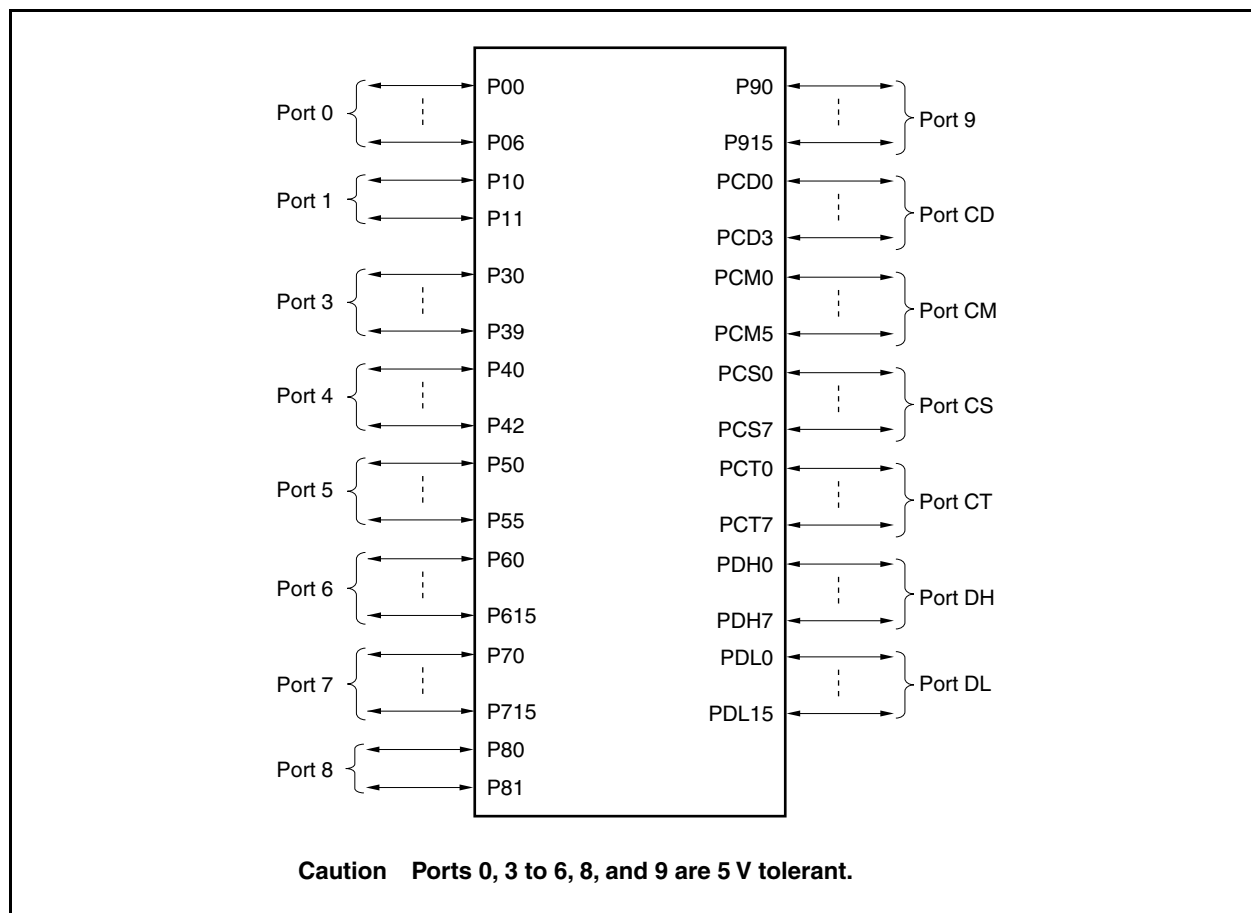 Port 0
P00
P06
Port 1
P10
P11
Port 3
P30
P39
Port 4
P40
P42
Port 5
P50
P55
Port 6
P60
P615
Port 7
P70
P715
Port 8
P80
P81
P90
P915
Port 9
PCD0
PCD3
Port CD
PCM0
PCM5
Port CM
PCS0
PCS7
Port CS
PCT0
PCT7
Port CT
PDH0
PDH7
Port DH
PDL0
PDL15
Port DL
Caution Ports 0, 3 to 6, 8, and 9 are 5 V tolerant.